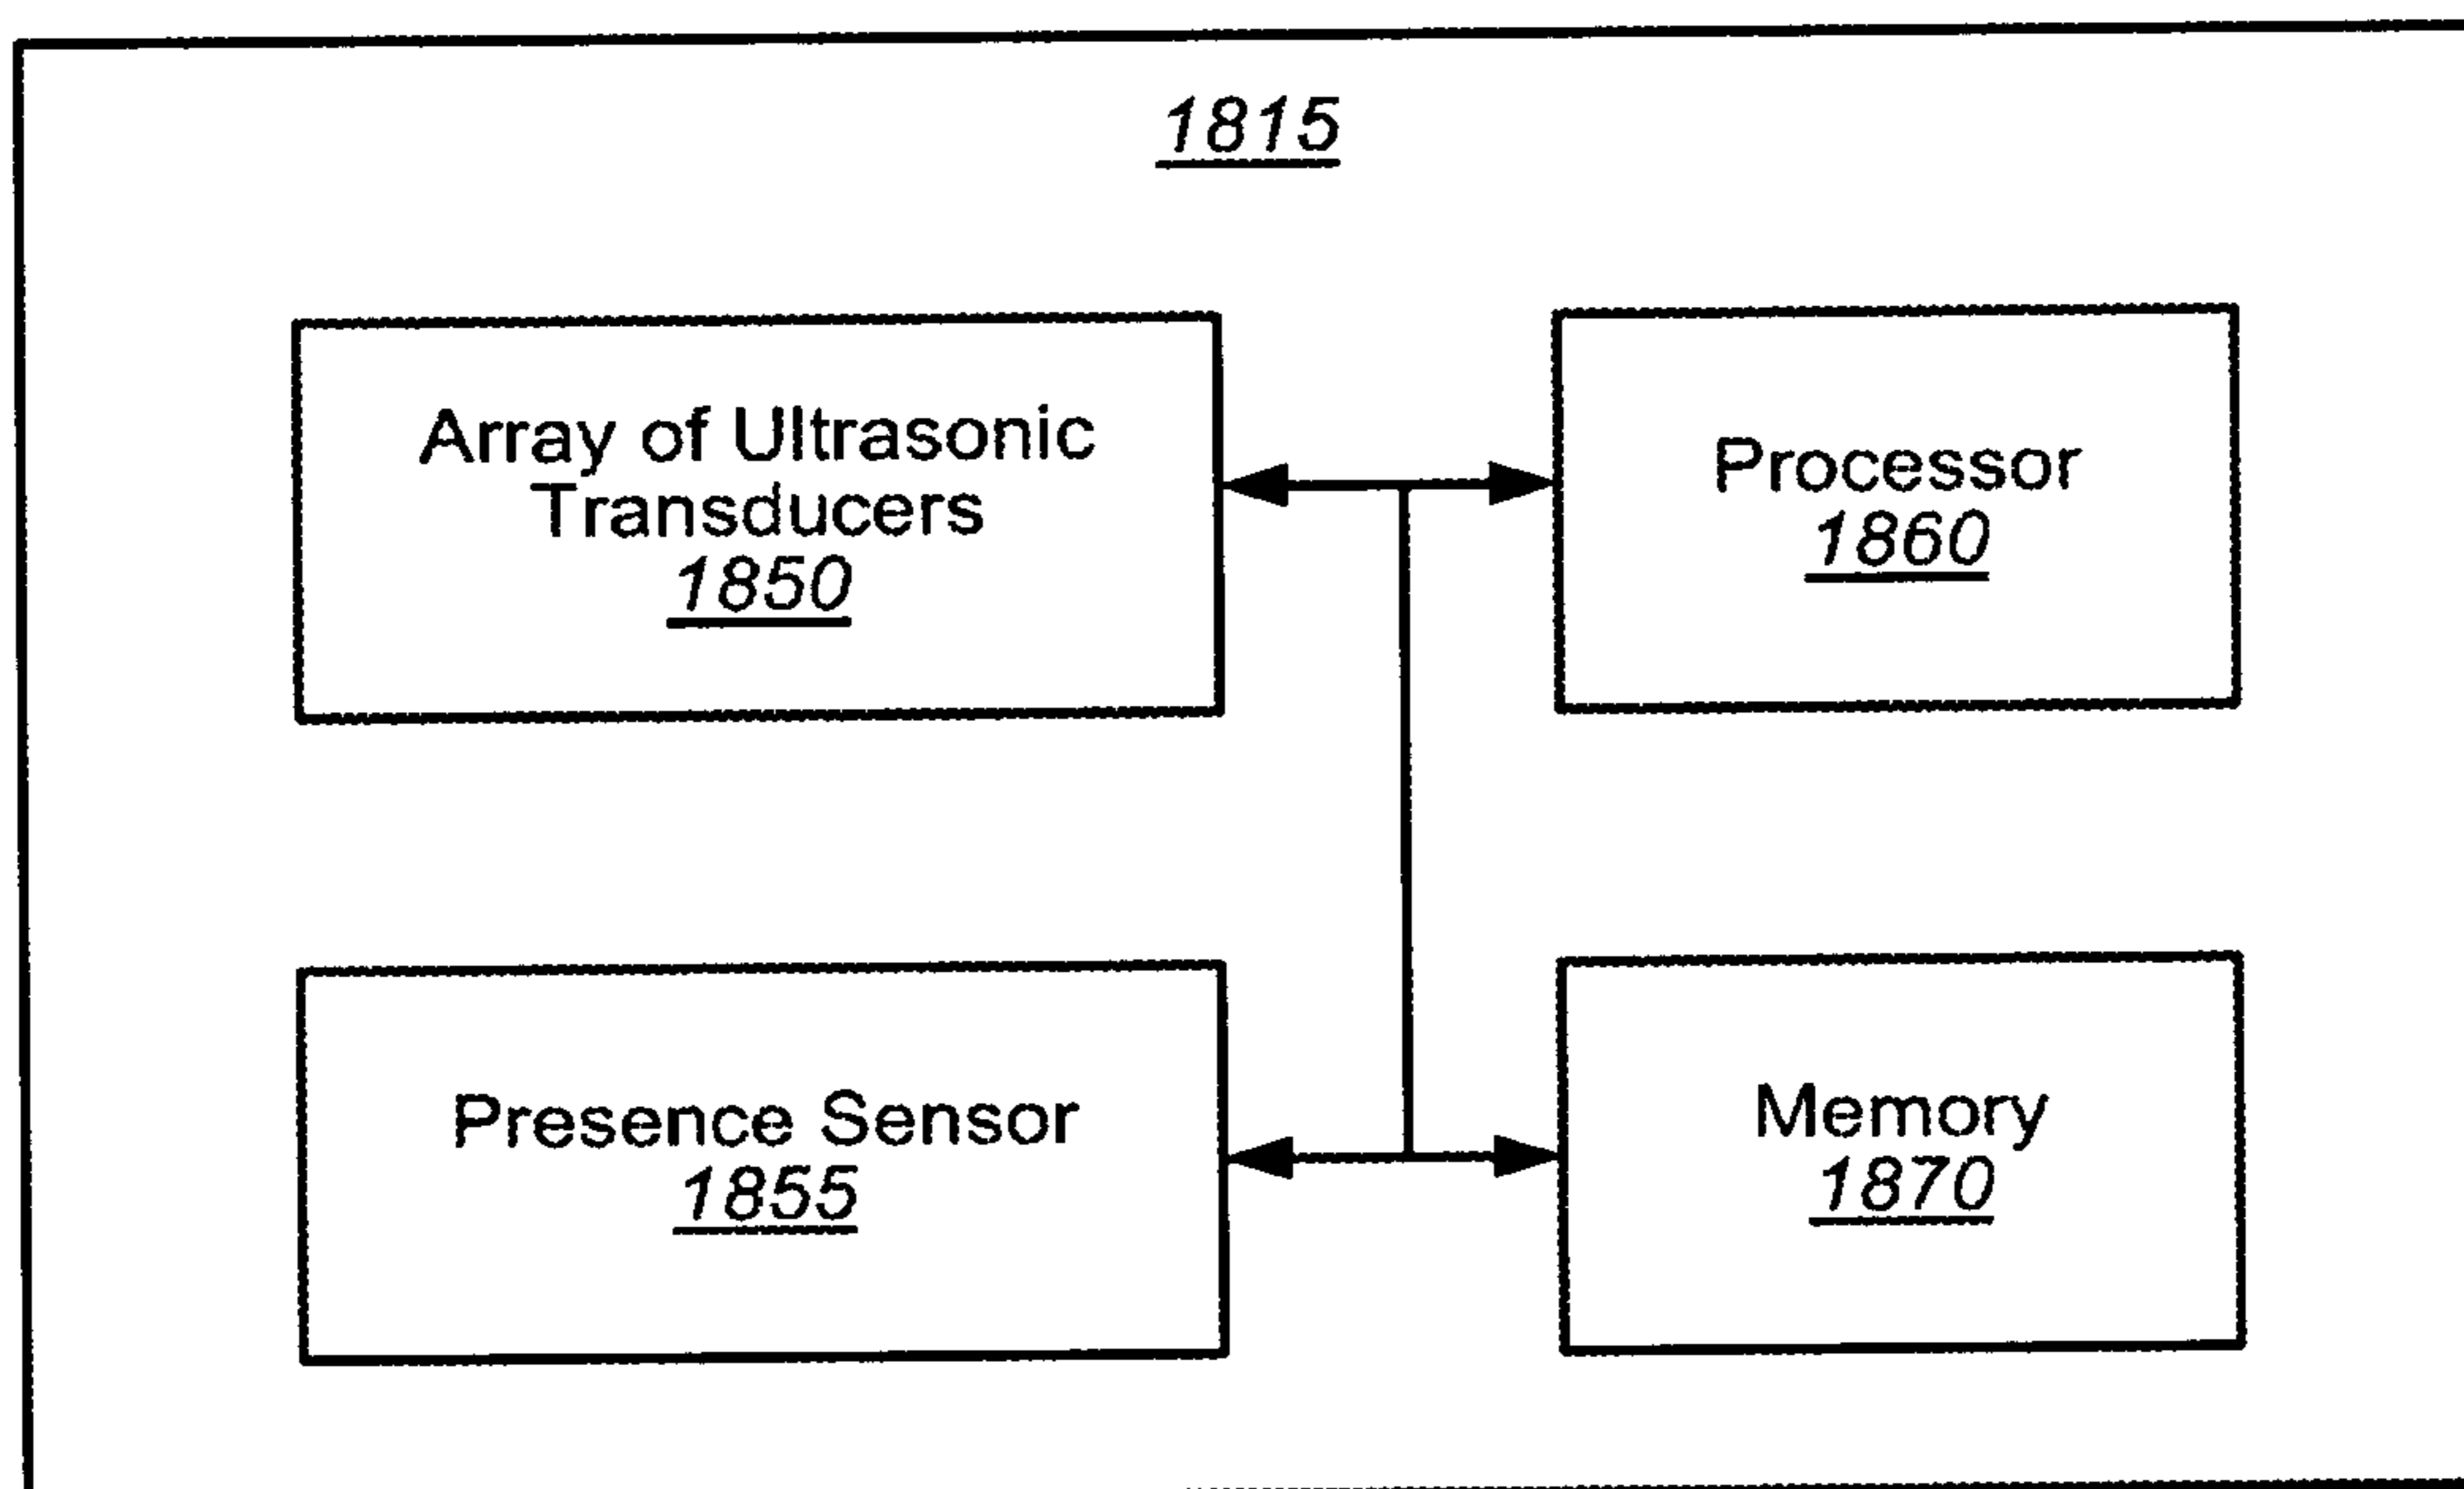 1815
Array of Ultrasonic
Transducers
1850
Processor
1860
Presence Sensor
1855
Memory
1870